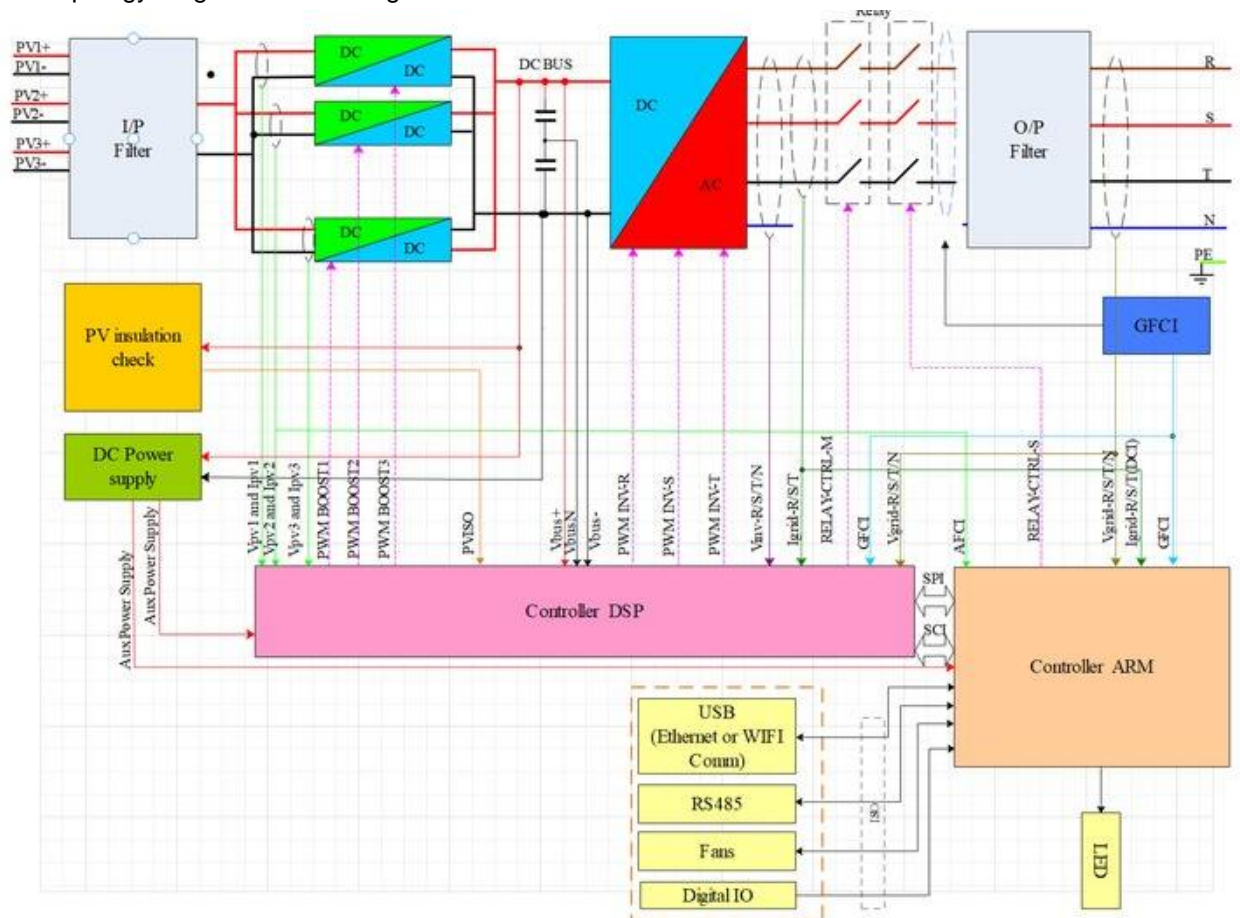 Relay
PV1+
PV1-
PV2+
PV2-
PV3+
PV3-
I/P
Filter
DC
DC
DC
DC
DC
DC
DC BUS
DC
AC
O/P
Filter
R
S
T
N
PE
PV insulation
check
GFCI
DC Power
supply
AuxPower Supply
AuxPower Supply
Vpv1 and Ipv1
Vpv2 and Ipv2
Vpv3 and Ipv3
PWM BOOST1
PWM BOOST2
PWM BOOST3
PVISO
Vbus+
VbusN
Vbus-
PWM INV-R
PWM INV-S
PWM INV-T
Vinv-R/S/T/N
Igrid-R/S/T
RELAY-CTRL-M
GFCI
Vgrid-R/S/T/N
AFCI
RELAY-CTRL-S
Vgrid-R/S/T/N
Igrid-R/S/T(DCI)
GFCI
Controller DSP
SPI
SCI
Controller ARM
USB
(Ethernet or WIFI
Comm)
RS485
Fans
Digital IO
ISO
LED